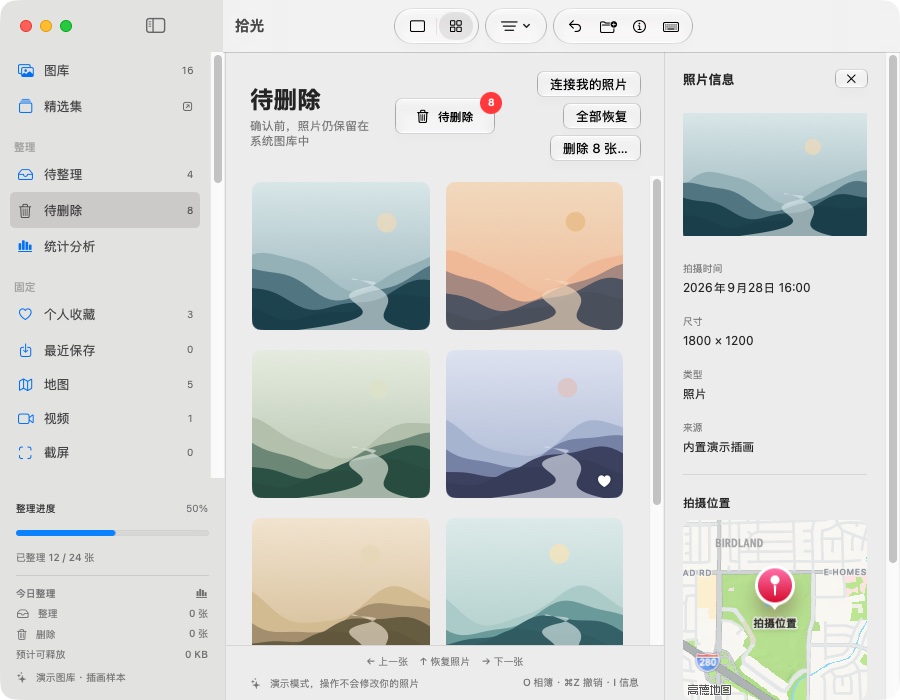 拾光
图库 16
精选集
整理
待整理 4
待删除 8
统计分析
固定
个人收藏 3
最近保存 0
地图 5
视频 1
截屏 0
整理进度 50%
已整理 12 / 24 张
今日整理
整理 0 张
删除 0 张
预计可释放 0 KB
演示图库 · 插画样本
待删除
确认前，照片仍保留在
系统图库中
待删除 8
连接我的照片
全部恢复
删除 8 张...
← 上一张 ↑ 恢复照片 → 下一张
演示模式，操作不会修改你的照片
O 相簿 · ⌘Z 撤销 · I 信息
照片信息
拍摄时间
2026年9月28日 16:00
尺寸
1800 × 1200
类型
照片
来源
内置演示插画
拍摄位置
BIRDLAND
AD RD
E HOMES
拍摄位置
280
高德地图